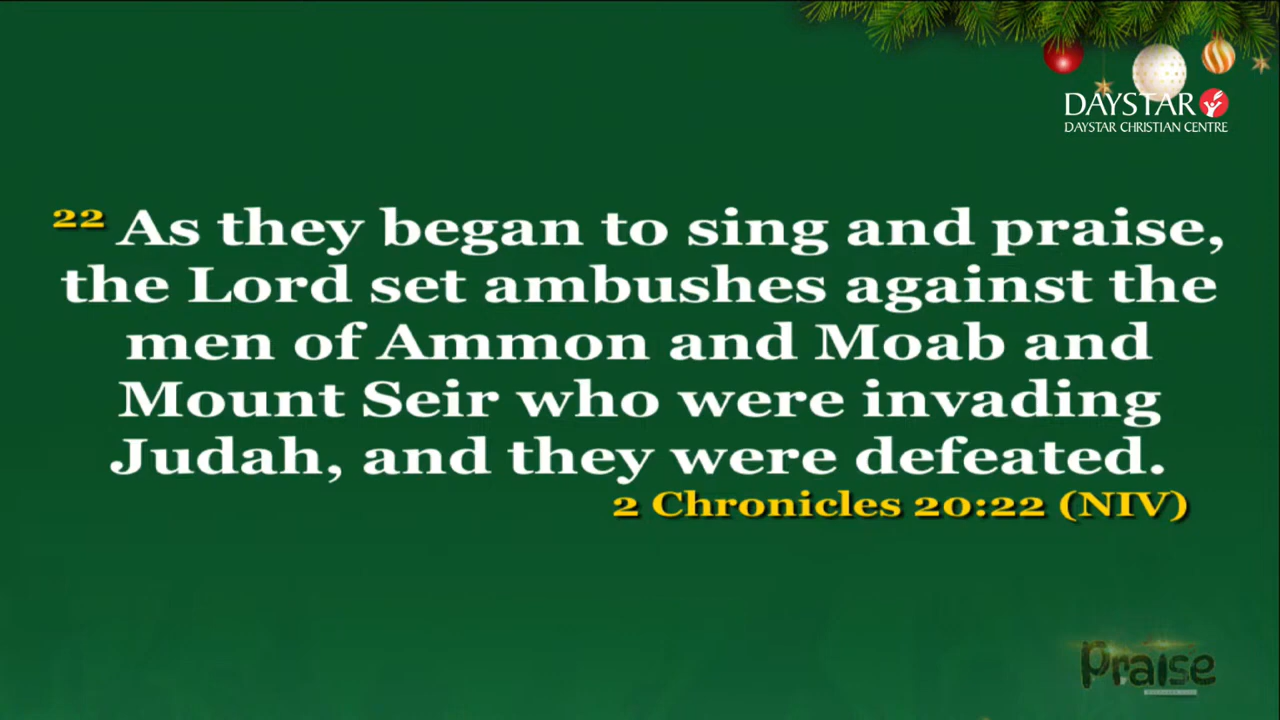 DAYSTAR
DAYSTAR CHRISTIAN CENTRE
22 As they began to sing and praise,
the Lord set ambushes against the
men of Ammon and Moab and
Mount Seir who were invading
Judah, and they were defeated.
2 Chronicles 20:22 (NIV)
Praise